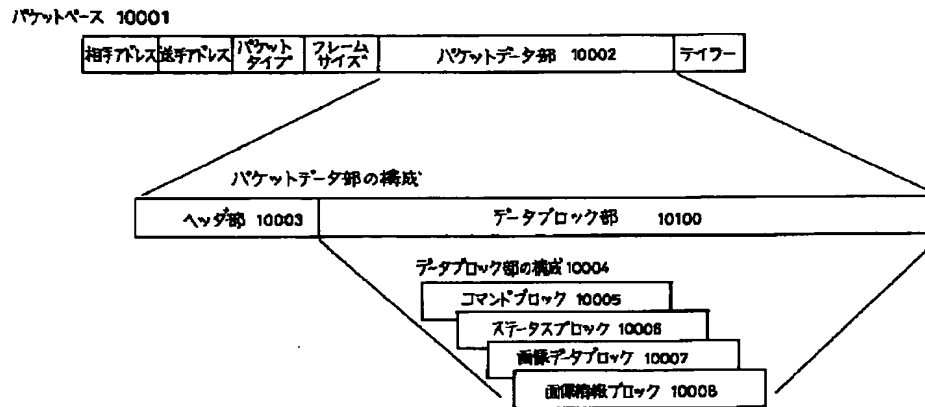 パケットベース 10001
相手アドレス 送手アドレス パケットタイプ フレームサイズ パケットデータ部 10002 テイラー
パケットデータ部の構成
ヘッダ部 10003 データブロック部 10100
データブロック部の構成 10004
コマンドブロック 10005
ステータスブロック 10006
画像データブロック 10007
画像情報ブロック 10008